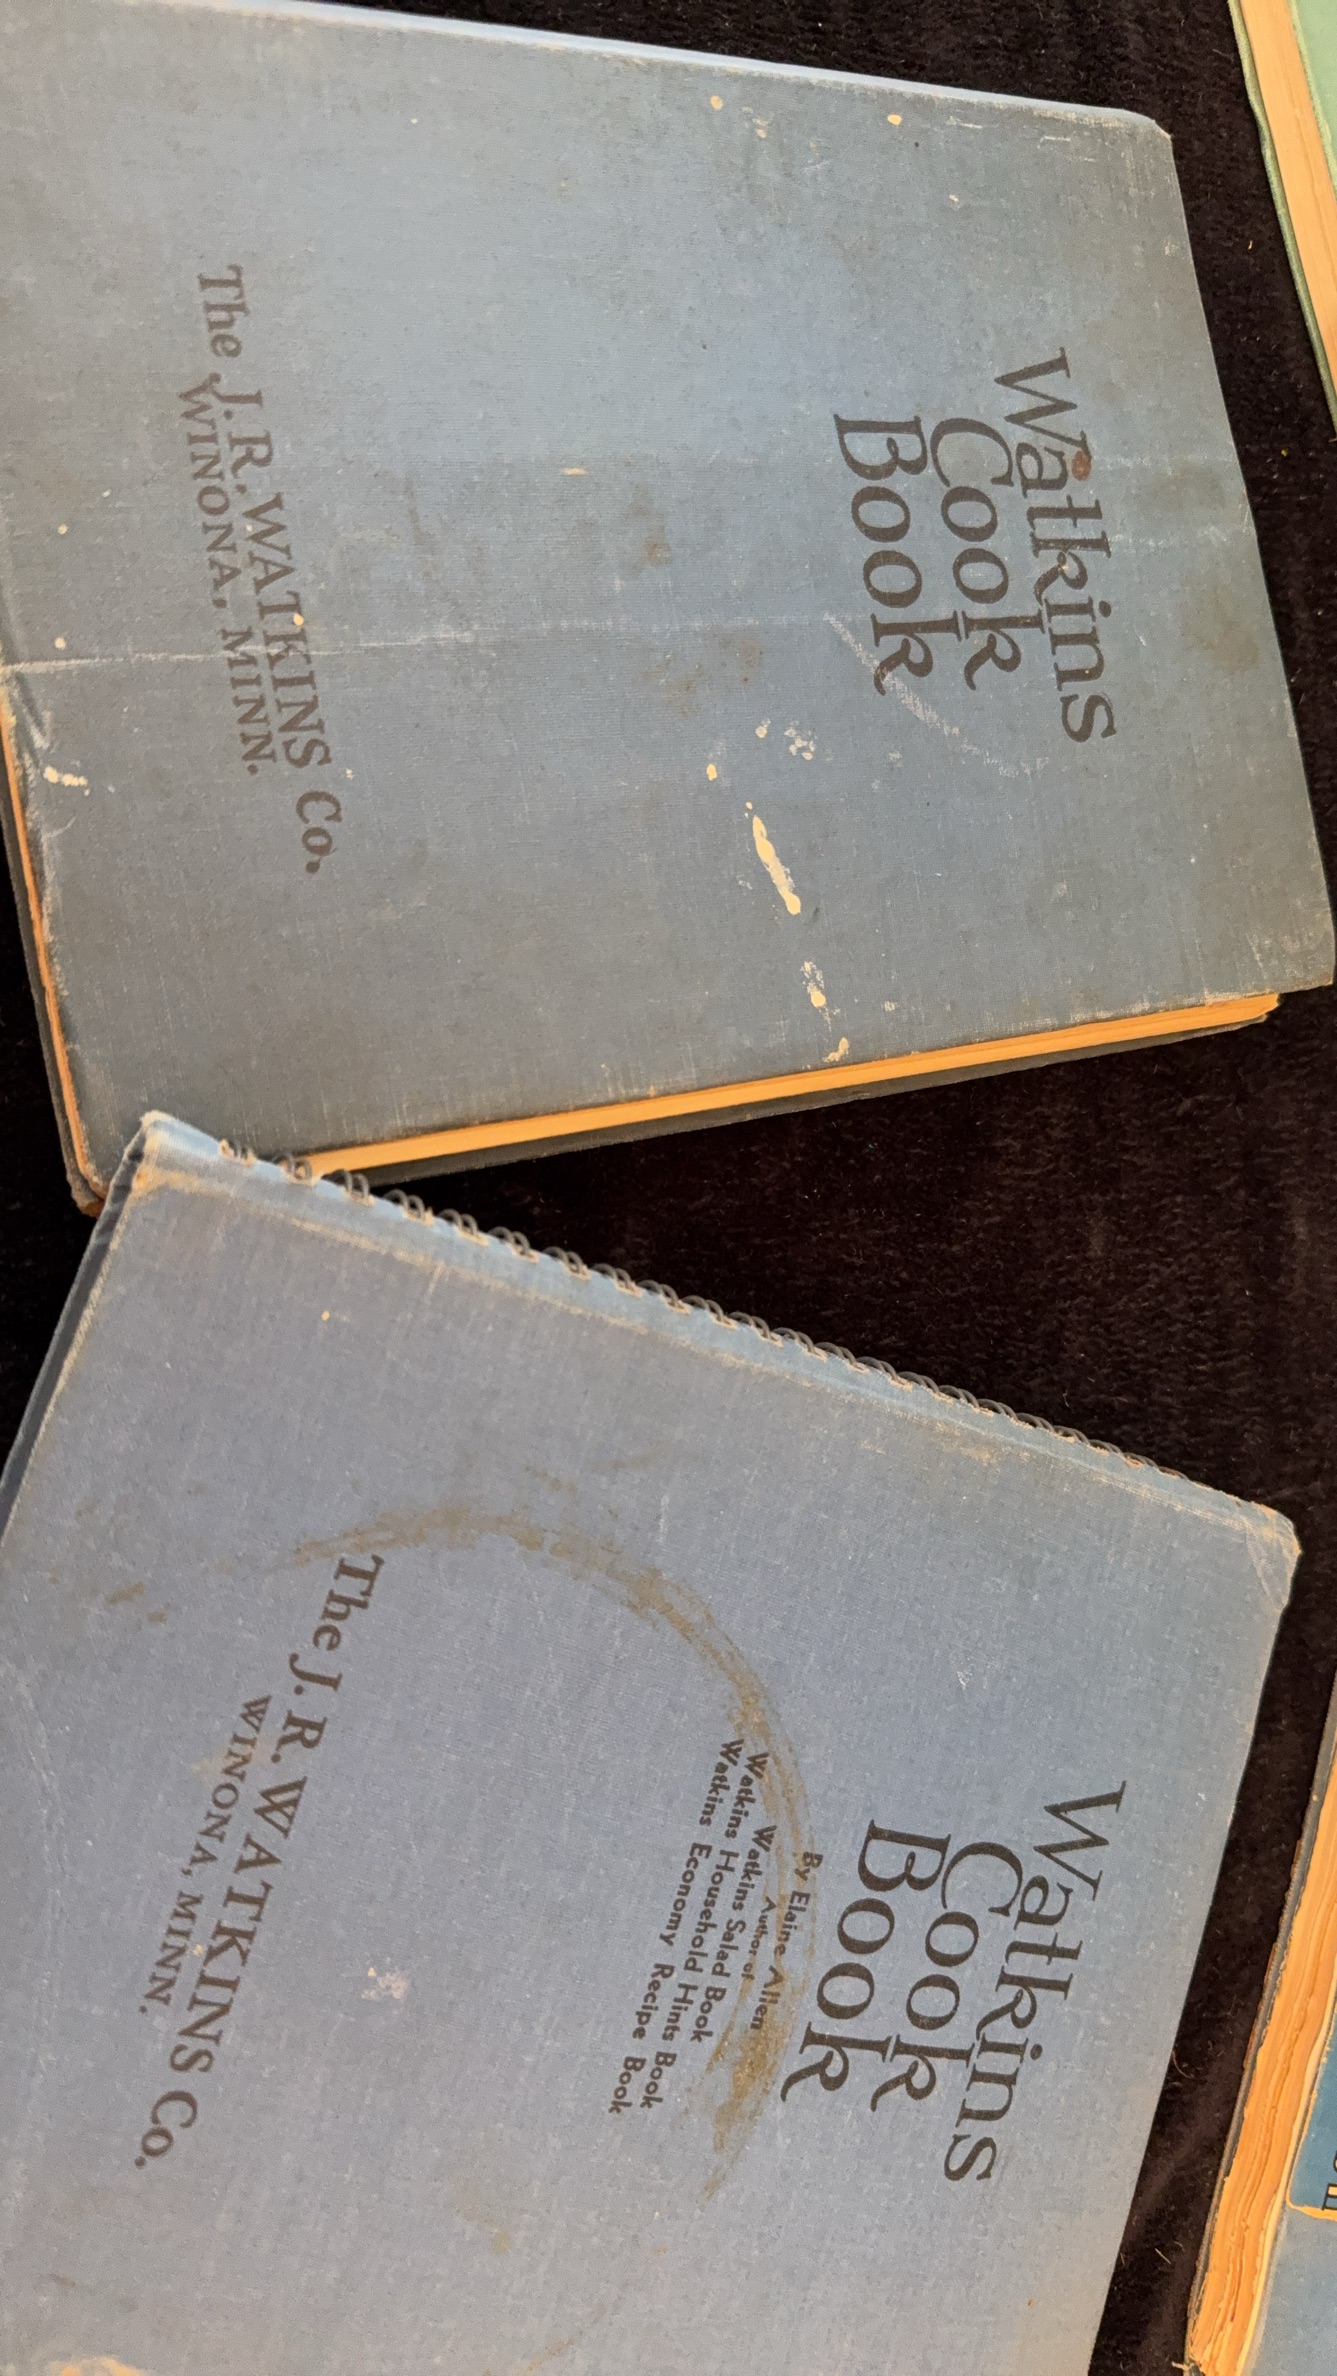 Watkins
Cook
Book
The J. R. WATKINS Co.
WINONA, MINN.
Watkins
Cook
Book
By Elaine Allen
Author of
Watkins Salad Book
Watkins Household Hints Book
Watkins Economy Recipe Book
The J. R. WATKINS Co.
WINONA, MINN.